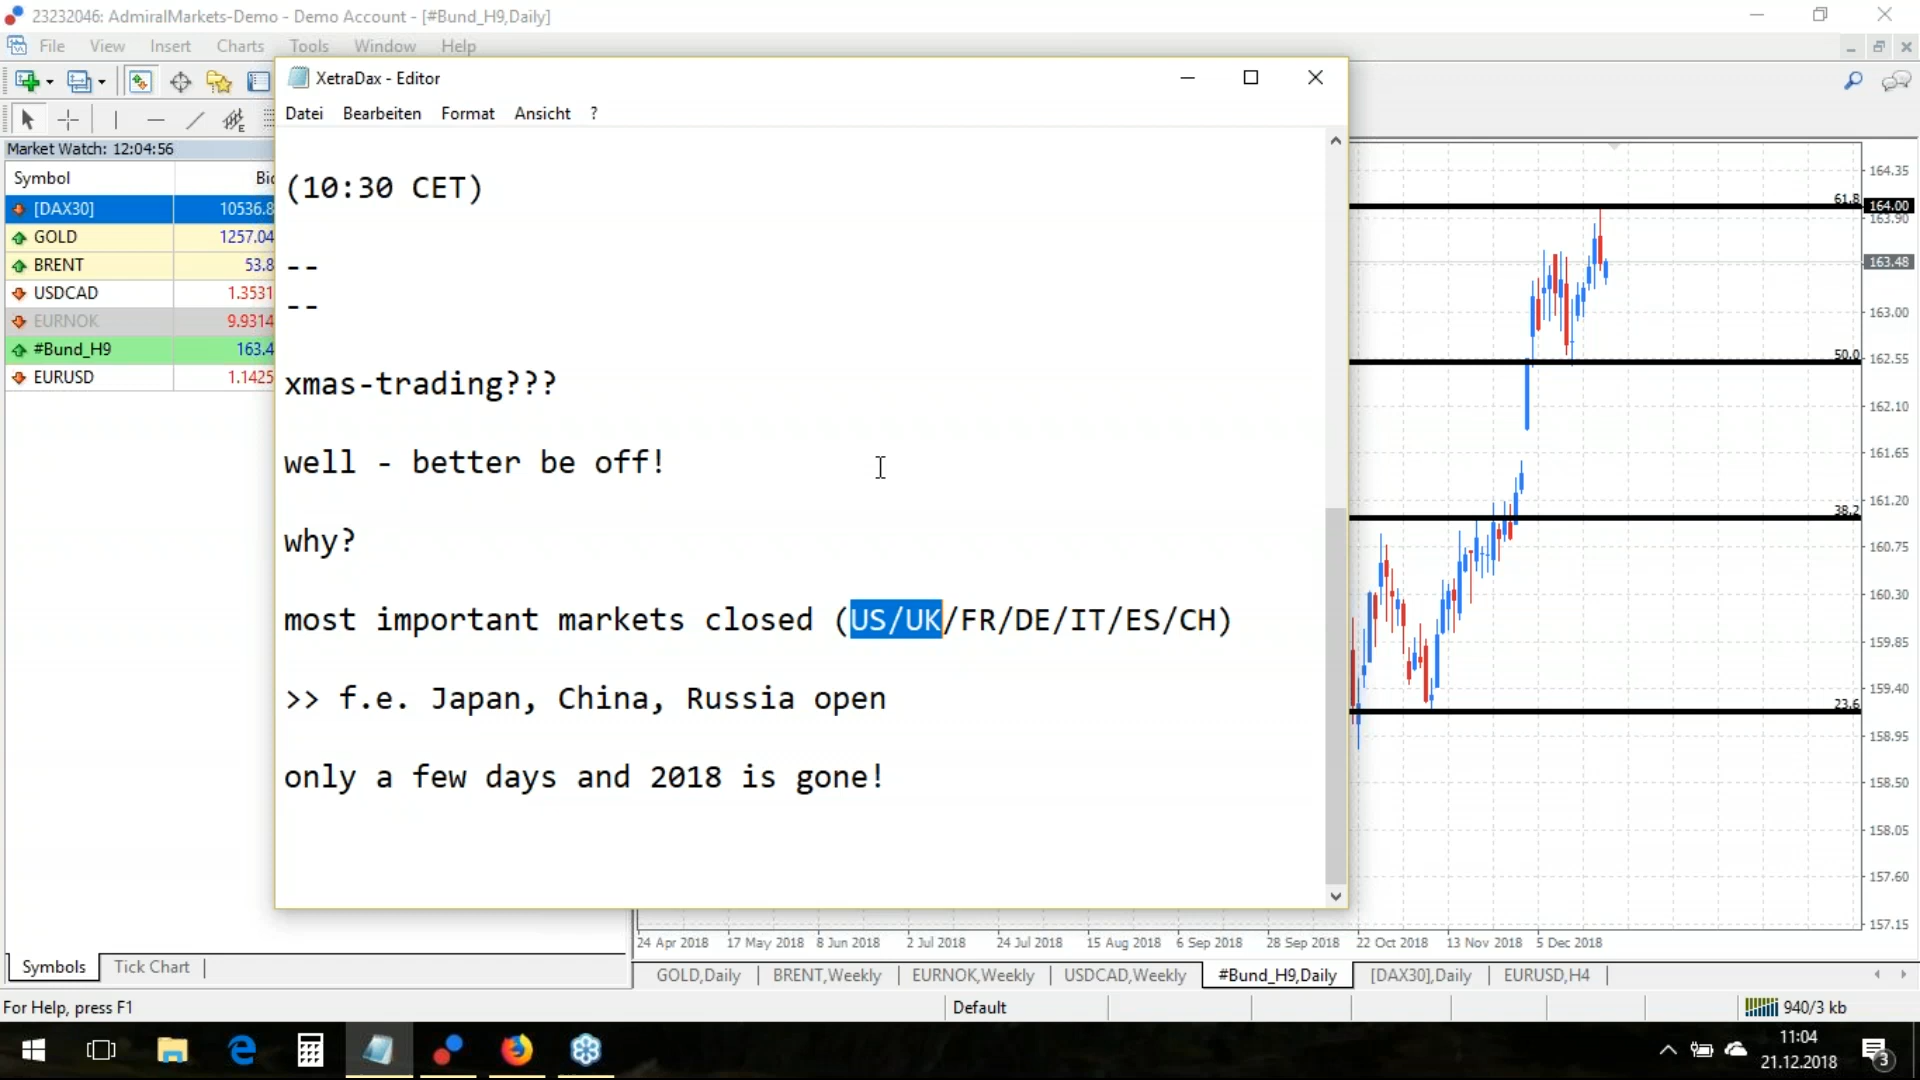 23232046: AdmiralMarkets-Demo - Demo Account - [#Bund_H9,Daily]
File View Insert Charts Tools Window Help
XetraDax - Editor
Datei Bearbeiten Format Ansicht ?
Market Watch: 12:04:56
Symbol
[DAX30] 10536.8
GOLD 1257.04
BRENT 53.8
USDCAD 1.3531
EURNOK 9.9314
#Bund_H9 163.4
EURUSD 1.1425
(10:30 CET)
--
--
xmas-trading???
well - better be off!
why?
most important markets closed (US/UK/FR/DE/IT/ES/CH)
>> f.e. Japan, China, Russia open
only a few days and 2018 is gone!
164.35
61.8 164.00
163.90
163.48
163.00
50.0 162.55
162.10
161.65
161.20
38.2
160.75
160.30
159.85
159.40
23.6
158.95
158.50
158.05
157.60
157.15
24 Apr 2018 17 May 2018 8 Jun 2018 2 Jul 2018 24 Jul 2018 15 Aug 2018 6 Sep 2018 28 Sep 2018 22 Oct 2018 13 Nov 2018 5 Dec 2018
Symbols Tick Chart
GOLD,Daily BRENT,Weekly EURNOK,Weekly USDCAD,Weekly #Bund_H9,Daily [DAX30],Daily EURUSD,H4
For Help, press F1 Default 940/3 kb
11:04
21.12.2018
3